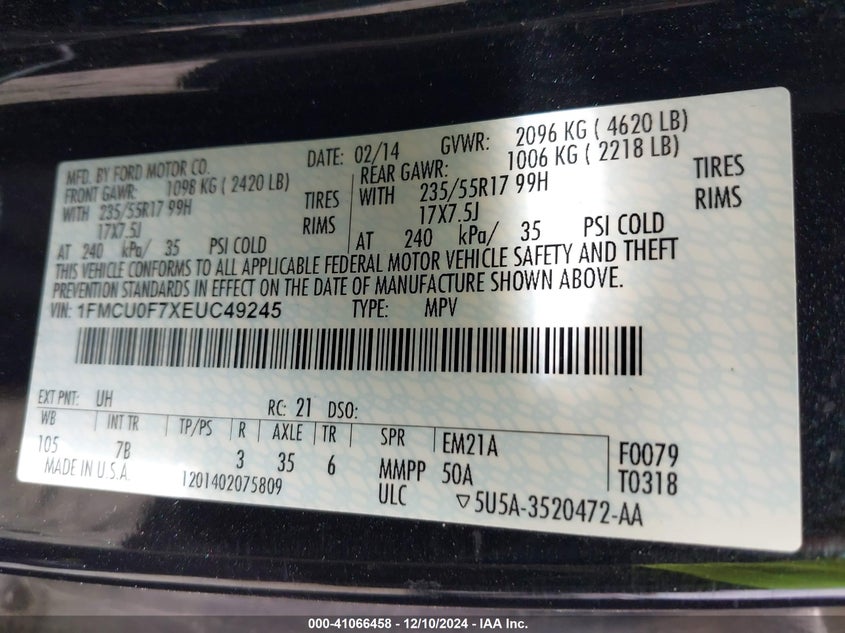 MFD. BY FORD MOTOR CO.
DATE: 02/14
GVWR: 2096 KG ( 4620 LB)
FRONT GAWR: 1098 KG ( 2420 LB)
WITH 235/55R17 99H TIRES
17X7.5J RIMS
AT 240 kPa/ 35 PSI COLD
REAR GAWR: 1006 KG ( 2218 LB)
WITH 235/55R17 99H TIRES
17X7.5J RIMS
AT 240 kPa/ 35 PSI COLD
THIS VEHICLE CONFORMS TO ALL APPLICABLE FEDERAL MOTOR VEHICLE SAFETY AND THEFT
PREVENTION STANDARDS IN EFFECT ON THE DATE OF MANUFACTURE SHOWN ABOVE.
VIN: 1FMCU0F7XEUC49245 TYPE: MPV
EXT PNT: UH RC: 21 DSO:
WB INT TR TP/PS R AXLE TR SPR EM21A F0079
105 7B 3 35 6 MMPP 50A T0318
MADE IN U.S.A. 1201402075809 ULC ▽5U5A-3520472-AA
000-41066458 - 12/10/2024 - IAA Inc.